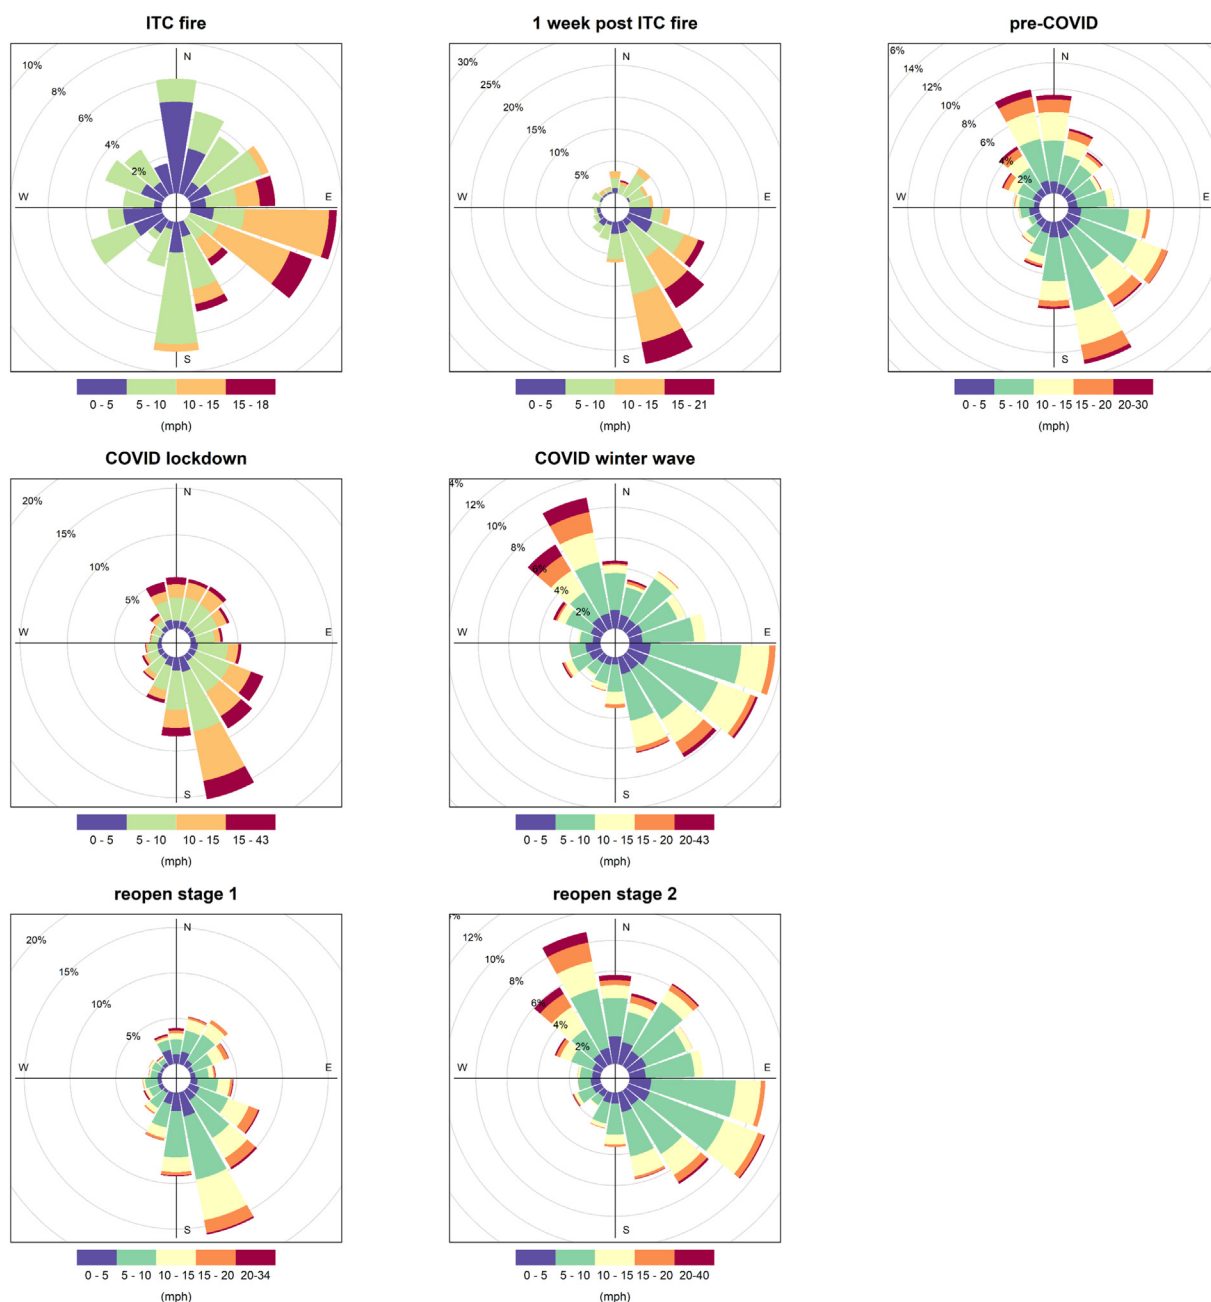 ITC fire
1 week post ITC fire
pre-COVID
10%
8%
6%
4%
2%
N
W
E
S
0 - 5
5 - 10
10 - 15
15 - 18
(mph)
30%
25%
20%
15%
10%
5%
N
W
E
S
0 - 5
5 - 10
10 - 15
15 - 21
(mph)
6%
14%
12%
10%
8%
6%
4%
2%
N
W
E
S
0 - 5
5 - 10
10 - 15
15 - 20
20-30
(mph)
COVID lockdown
COVID winter wave
20%
15%
10%
5%
N
W
E
S
0 - 5
5 - 10
10 - 15
15 - 43
(mph)
4%
12%
10%
8%
6%
4%
2%
N
W
E
S
0 - 5
5 - 10
10 - 15
15 - 20
20-43
(mph)
reopen stage 1
reopen stage 2
20%
15%
10%
5%
N
W
E
S
0 - 5
5 - 10
10 - 15
15 - 20
20-34
(mph)
%
12%
10%
8%
6%
4%
2%
N
W
E
S
0 - 5
5 - 10
10 - 15
15 - 20
20-40
(mph)